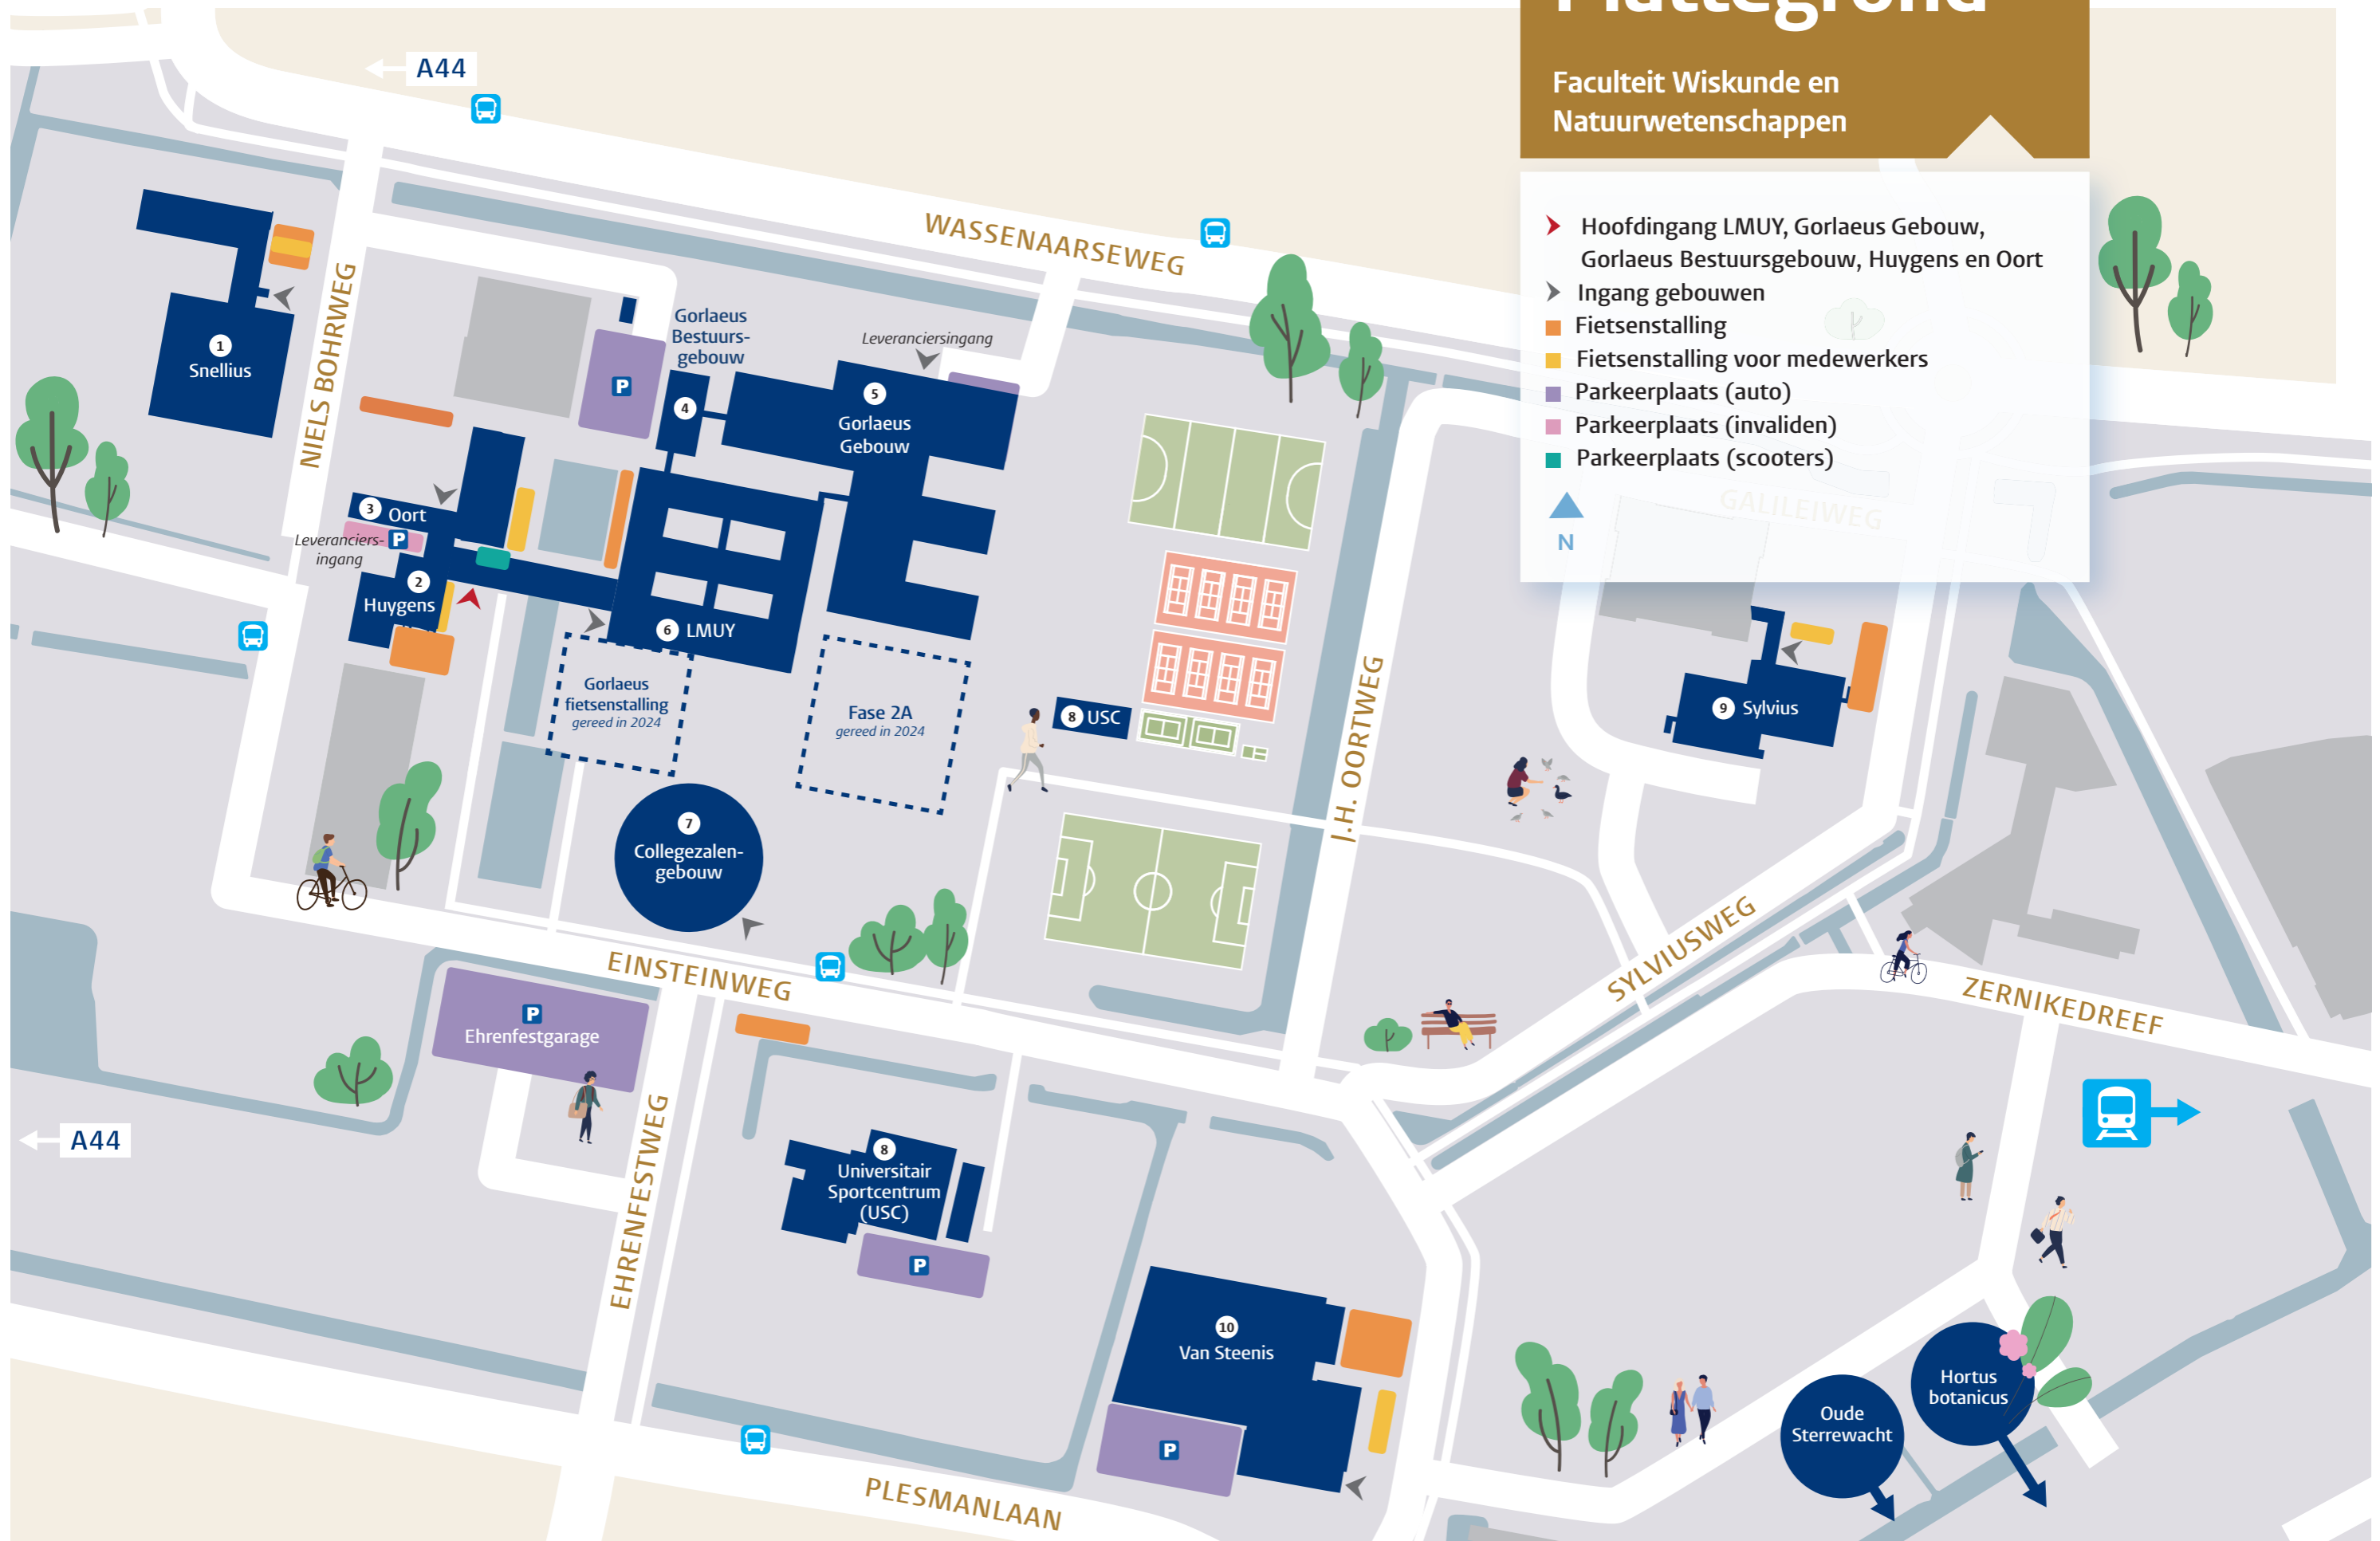 Plattegrond
Faculteit Wiskunde en
Natuurwetenschappen
Hoofdingang LMUY, Gorlaeus Gebouw,
Gorlaeus Bestuursgebouw, Huygens en Oort
Ingang gebouwen
Fietsenstalling
Fietsenstalling voor medewerkers
Parkeerplaats (auto)
Parkeerplaats (invaliden)
Parkeerplaats (scooters)
N
GALILEIWEG
A44
WASSENAARSEWEG
NIELS BOHRWEG
1
Snellius
Gorlaeus
Bestuurs-
gebouw
P
4
Leveranciersingang
5
Gorlaeus
Gebouw
3 Oort
P
Leveranciers-
ingang
2
Huygens
6 LMUY
Gorlaeus
fietsenstalling
gereed in 2024
Fase 2A
gereed in 2024
8 USC
J.H. OORTWEG
9 Sylvius
7
Collegezalen-
gebouw
EINSTEINWEG
SYLVIUSWEG
ZERNIKEDREEF
P
Ehrenfestgarage
A44
EHRENFESTWEG
8
Universitair
Sportcentrum
(USC)
P
10
Van Steenis
P
Hortus
botanicus
Oude
Sterrewacht
PLESMANLAAN